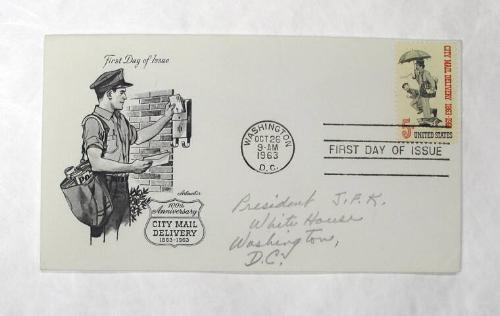 First Day of Issue
Artmaster
100th
Anniversary
CITY MAIL
DELIVERY
1863-1963
WASHINGTON
OCT 26
9-AM
1963
D.C.
CITY MAIL DELIVERY 1863-1963
5¢
UNITED STATES
FIRST DAY OF ISSUE
President J.F.K.
White House
Washington,
D.C.